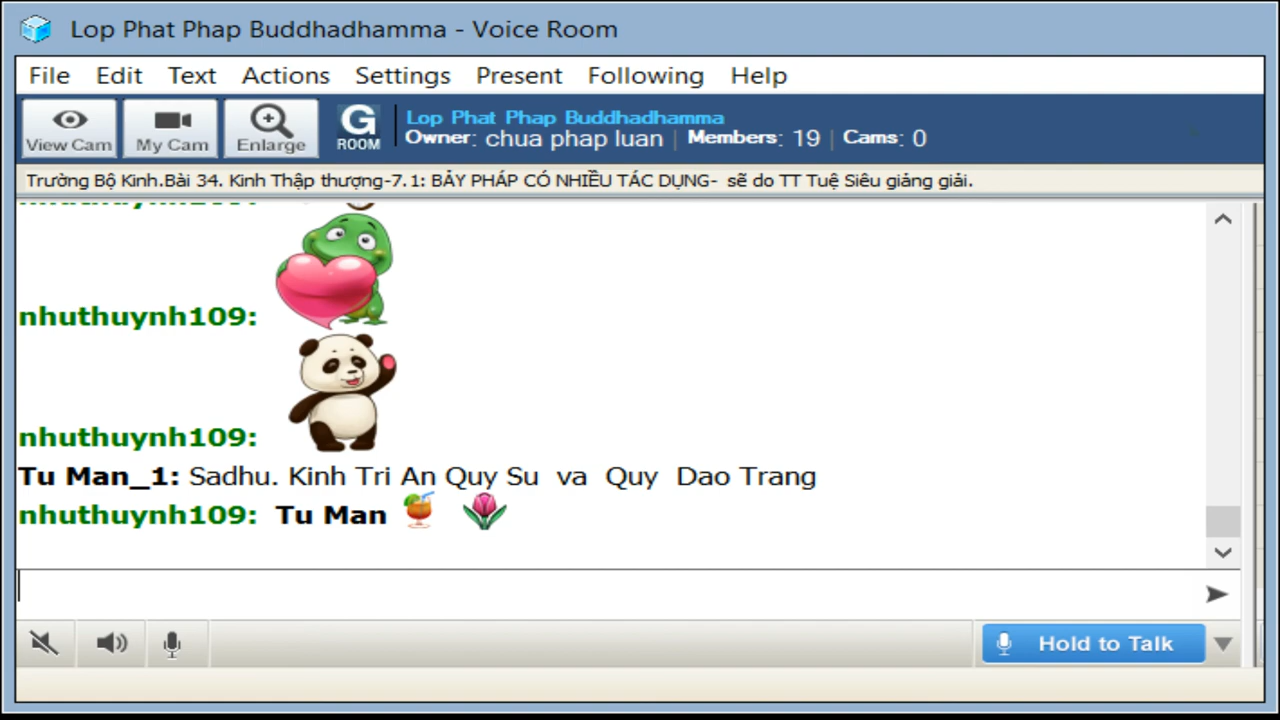 Lop Phat Phap Buddhadhamma - Voice Room
File Edit Text Actions Settings Present Following Help
View Cam My Cam Enlarge G ROOM
Lop Phat Phap Buddhadhamma
Owner: chua phap luan | Members: 19 | Cams: 0
Trường Bộ Kinh.Bài 34. Kinh Thập thượng-7.1: BẢY PHÁP CÓ NHIỀU TÁC DỤNG- sẽ do TT Tuệ Siêu giảng giải.
nhuthuynh109:
nhuthuynh109:
Tu Man_1: Sadhu. Kinh Tri An Quy Su va Quy Dao Trang
nhuthuynh109: Tu Man
Hold to Talk